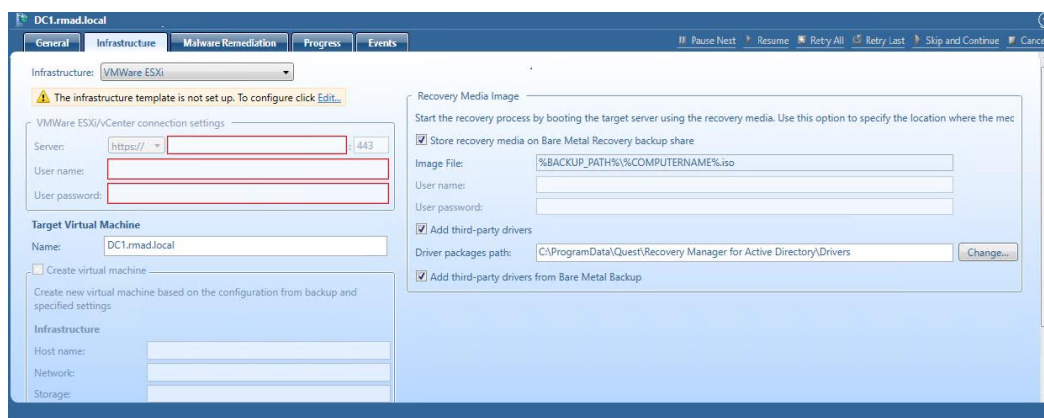 DC1.rmad.local
General Infrastructure Malware Remediation Progress Events
Pause Next Resume Retry All Retry Last Skip and Continue Cance
Infrastructure: VMWare ESXi
The infrastructure template is not set up. To configure click Edit...
VMWare ESXi/vCenter connection settings
Server: https:// : 443
User name:
User password:
Target Virtual Machine
Name: DC1.rmad.local
Create virtual machine
Create new virtual machine based on the configuration from backup and
specified settings
Infrastructure
Host name:
Network:
Storage:
Recovery Media Image
Start the recovery process by booting the target server using the recovery media. Use this option to specify the location where the mec
Store recovery media on Bare Metal Recovery backup share
Image File: %BACKUP_PATH%\%COMPUTERNAME%.iso
User name:
User password:
Add third-party drivers
Driver packages path: C:\ProgramData\Quest\Recovery Manager for Active Directory\Drivers Change...
Add third-party drivers from Bare Metal Backup